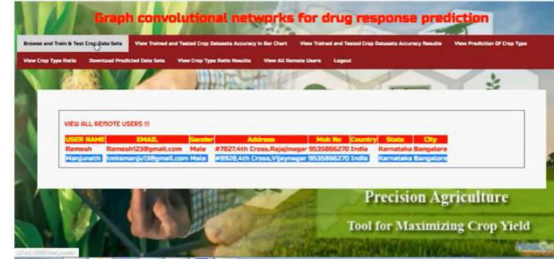 Graph convolutional networks for drug response prediction
Browse and Train & Test Crop Data Sets View Trained and Tested Crop Datasets Accuracy in Bar Chart View Trained and Tested Crop Datasets Accuracy Results View Prediction Of Crop Type
View Crop Type Ratio Download Predicted Data Sets View Crop Type Ratio Results View All Remote Users Logout
VIEW ALL REMOTE USERS !!!
USER NAME EMAIL Gender Address Mob No Country State City
Ramesh Ramesh123@gmail.com Male #7827,4th Cross,Rajajinagar 9535866270 India Karnataka Bangalore
Manjunath tmksmanju13@gmail.com Male #9928,4th Cross,Vijaynagar 9535866270 India Karnataka Bangalore
Precision Agriculture
Tool for Maximizing Crop Yield